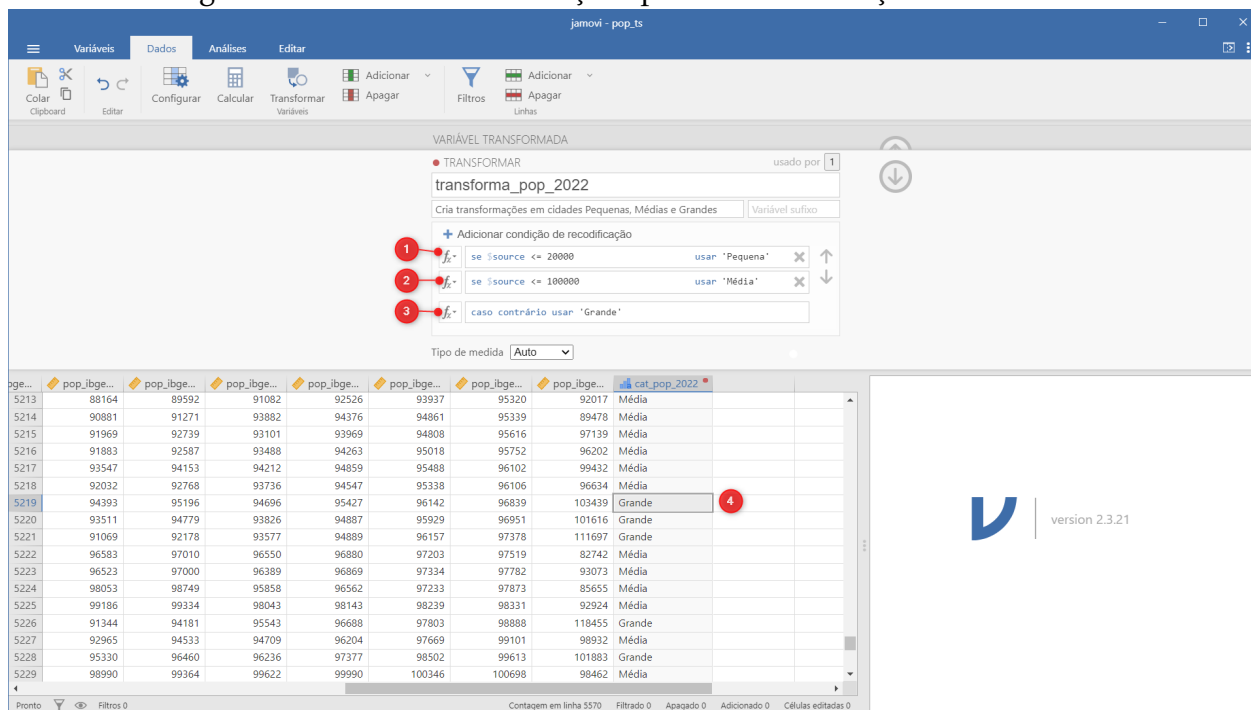 jamovi - pop_ts
Variáveis Dados Análises Editar
Colar Configurar Calcular Transformar Adicionar Apagar Filtros Adicionar Apagar
Clipboard Editar Variáveis Linhas
VARIÁVEL TRANSFORMADA
TRANSFORMAR usado por 1
transforma_pop_2022
Cria transformações em cidades Pequenas, Médias e Grandes Variável sufixo
Adicionar condição de recodificação
1 fx se $source <= 20000 usar 'Pequena'
2 fx se $source <= 100000 usar 'Média'
3 fx caso contrário usar 'Grande'
Tipo de medida Auto
pop_ibge... pop_ibge... pop_ibge... pop_ibge... pop_ibge... pop_ibge... pop_ibge... cat_pop_2022
5213 88164 89592 91082 92526 93937 95320 92017 Média
5214 90881 91271 93882 94376 94861 95339 89478 Média
5215 91969 92739 93101 93969 94808 95616 97139 Média
5216 91883 92587 93488 94263 95018 95752 96202 Média
5217 93547 94153 94212 94859 95488 96102 99432 Média
5218 92032 92768 93736 94547 95338 96106 96634 Média
5219 94393 95196 94696 95427 96142 96839 103439 Grande 4
5220 93511 94779 93826 94887 95929 96951 101616 Grande
5221 91069 92178 93577 94889 96157 97378 111697 Grande
5222 96583 97010 96550 96880 97203 97519 82742 Média
5223 96523 97000 96389 96869 97334 97782 93073 Média
5224 98053 98749 95858 96562 97233 97873 85655 Média
5225 99186 99334 98043 98143 98239 98331 92924 Média
5226 91344 94181 95543 96688 97803 98888 118455 Grande
5227 92965 94533 94709 96204 97669 99101 98932 Média
5228 95330 96460 96236 97377 98502 99613 101883 Grande
5229 98990 99364 99622 99990 100346 100698 98462 Média
version 2.3.21
Pronto Filtros 0 Contagem em linha 5570 Filtrado 0 Apagado 0 Adicionado 0 Células editadas 0